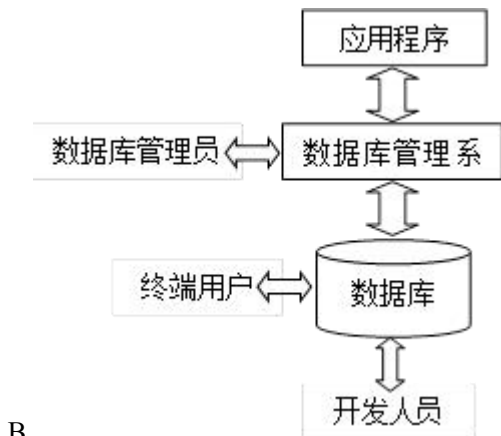 应用程序
数据库管理员
数据库管理系
终端用户
数据库
开发人员
B